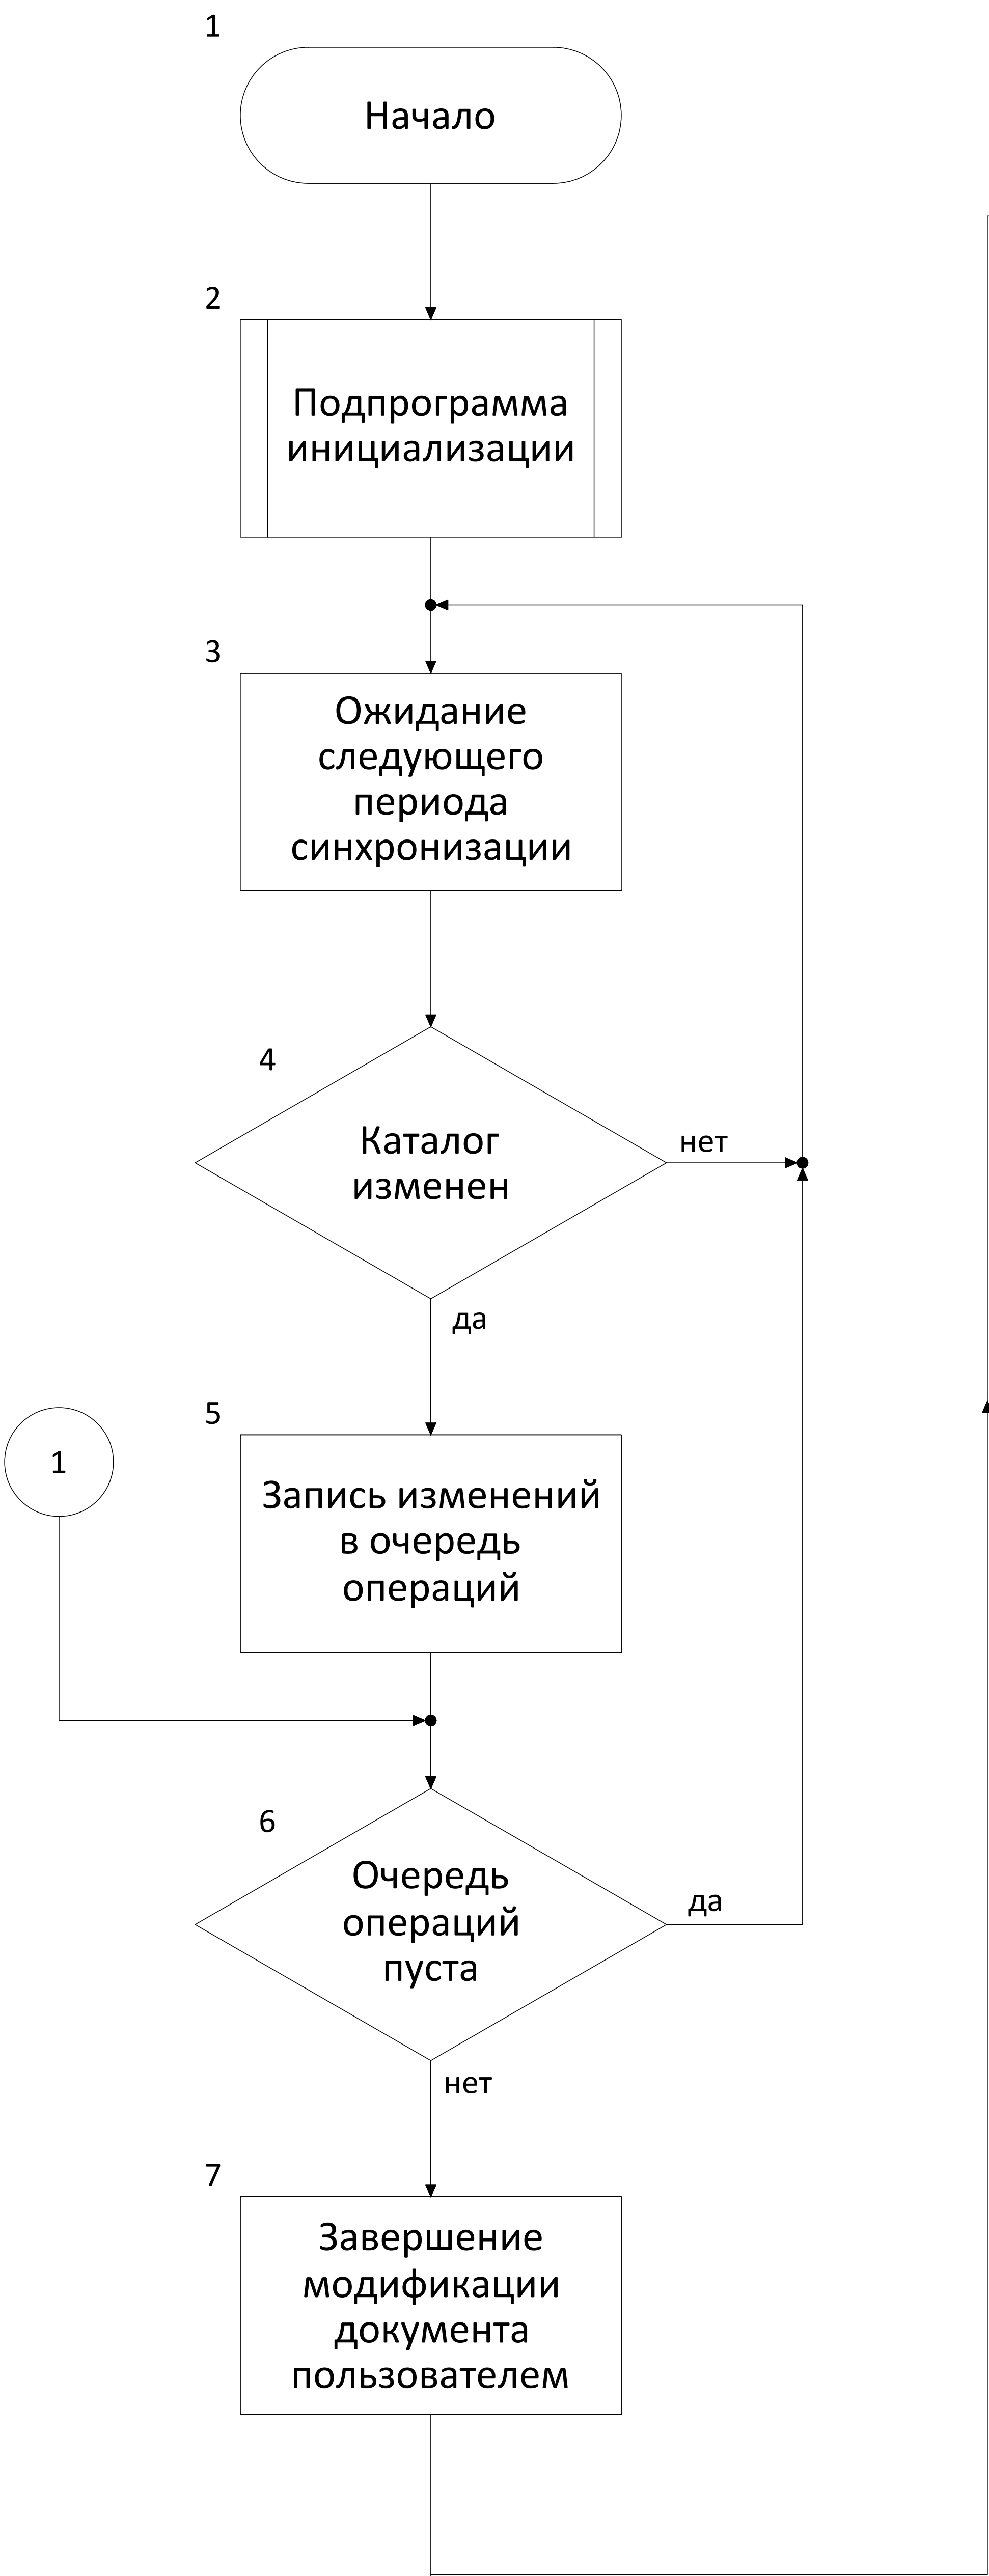 1
Начало
2
Подпрограмма
инициализации
3
Ожидание
следующего
периода
синхронизации
4
Каталог
изменен
нет
да
5
1
Запись изменений
в очередь
операций
6
Очередь
операций
пуста
да
нет
7
Завершение
модификации
документа
пользователем